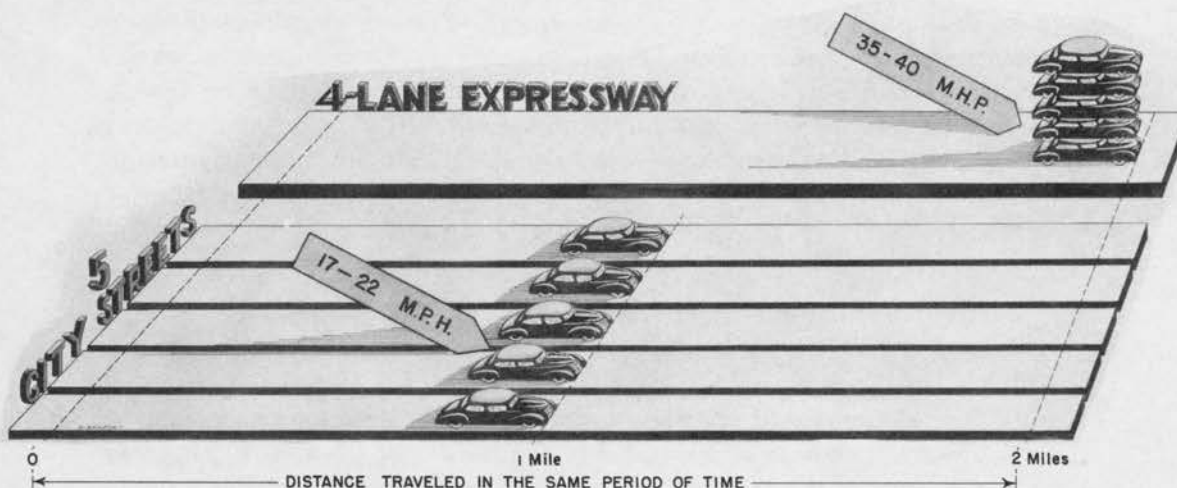 35-40 M.H.P.
4-LANE EXPRESSWAY
5
CITY STREETS
17-22 M.P.H.
0
1 Mile
2 Miles
DISTANCE TRAVELED IN THE SAME PERIOD OF TIME